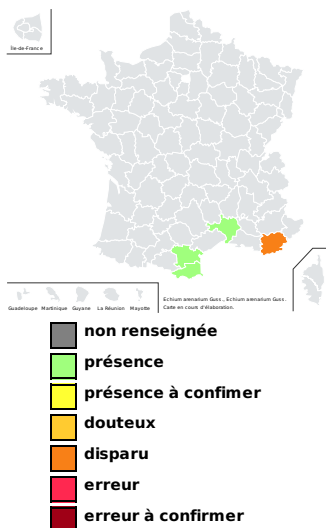 Île-de-France
Guadeloupe Martinique Guyane La Réunion Mayotte
Echium arenarium Guss., Echium arenarium Guss.
Carte en cours d'élaboration.
non renseignée
présence
présence à confimer
douteux
disparu
erreur
erreur à confirmer